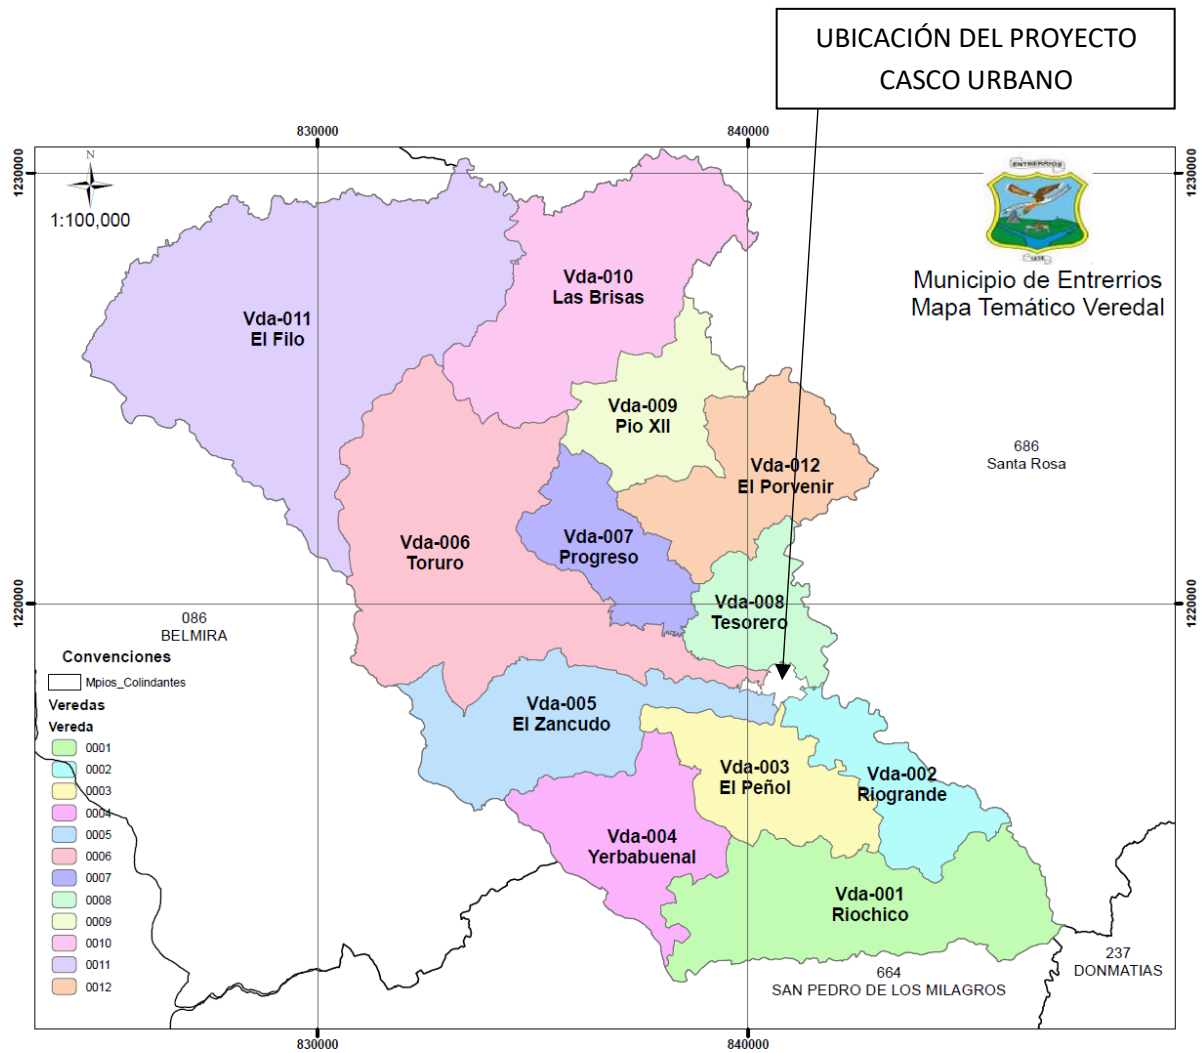 UBICACIÓN DEL PROYECTO
CASCO URBANO
830000
840000
1230000
1230000
N
1:100,000
ENTRERRIOS
Municipio de Entrerrios
Mapa Temático Veredal
Vda-010
Las Brisas
Vda-011
El Filo
Vda-009
Pio XII
Vda-012
El Porvenir
686
Santa Rosa
Vda-007
Progreso
Vda-006
Toruro
Vda-008
Tesorero
1220000
1220000
086
BELMIRA
Vda-005
El Zancudo
Vda-003
El Peñol
Vda-002
Riogrande
Vda-004
Yerbabuenal
Vda-001
Riochico
237
DONMATIAS
664
SAN PEDRO DE LOS MILAGROS
Convenciones
Mpios_Colindantes
Veredas
Vereda
0001
0002
0003
0004
0005
0006
0007
0008
0009
0010
0011
0012
830000
840000